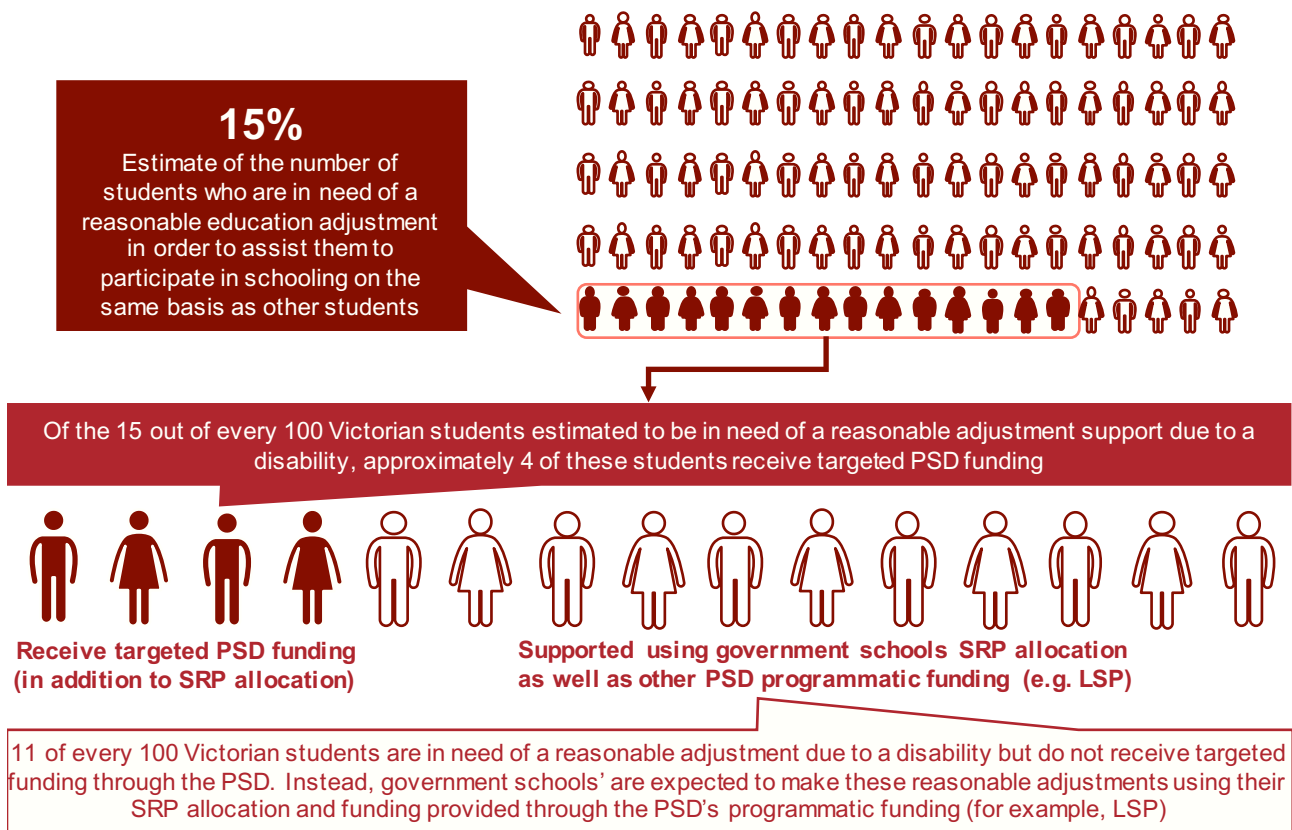 15%
Estimate of the number of
students who are in need of a
reasonable education adjustment
in order to assist them to
participate in schooling on the
same basis as other students
Of the 15 out of every 100 Victorian students estimated to be in need of a reasonable adjustment support due to a
disability, approximately 4 of these students receive targeted PSD funding
Receive targeted PSD funding
(in addition to SRP allocation)
Supported using government schools SRP allocation
as well as other PSD programmatic funding (e.g. LSP)
11 of every 100 Victorian students are in need of a reasonable adjustment due to a disability but do not receive targeted
funding through the PSD. Instead, government schools' are expected to make these reasonable adjustments using their
SRP allocation and funding provided through the PSD's programmatic funding (for example, LSP)